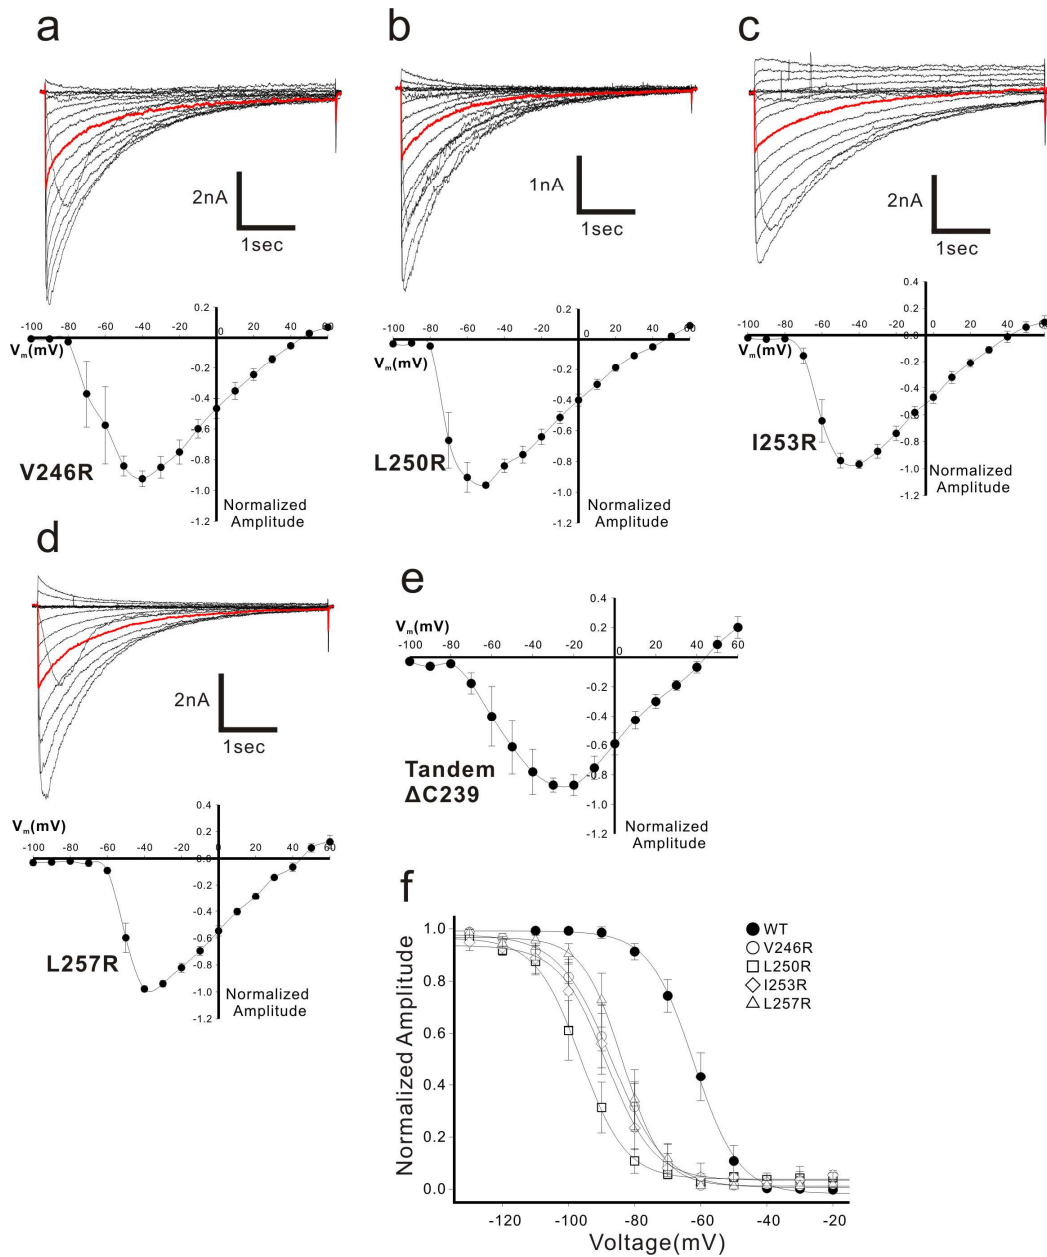 a
b
c
2nA
1sec
1nA
1sec
2nA
1sec
0.2
-100 -80 -60 -40 -20 0 20 40 60
Vm(mV)
-0.2
-0.4
-0.6
-0.8
-1.0
-1.2
V246R
Normalized
Amplitude
0.2
-100 -80 -60 -40 -20 0 20 40 60
Vm(mV)
-0.2
-0.4
-0.6
-0.8
-1.0
-1.2
L250R
Normalized
Amplitude
0.4
0.2
-100 -80 -60 -40 -20 0 20 40 60
Vm(mV)
-0.2
-0.4
-0.6
-0.8
-1.0
-1.2
I253R
Normalized
Amplitude
d
2nA
1sec
Vm(mV)
0.4
0.2
-100 -80 -60 -40 -20 0.0 0 20 40 60
-0.2
-0.4
-0.6
-0.8
-1.0
-1.2
L257R
Normalized
Amplitude
e
Vm(mV)
0.4
0.2
-100 -80 -60 -40 -20 0 20 40 60
-0.2
-0.4
-0.6
-0.8
-1.0
-1.2
Tandem
ΔC239
Normalized
Amplitude
f
Normalized Amplitude
1.0
0.8
0.6
0.4
0.2
0.0
WT
V246R
L250R
I253R
L257R
-120 -100 -80 -60 -40 -20
Voltage(mV)